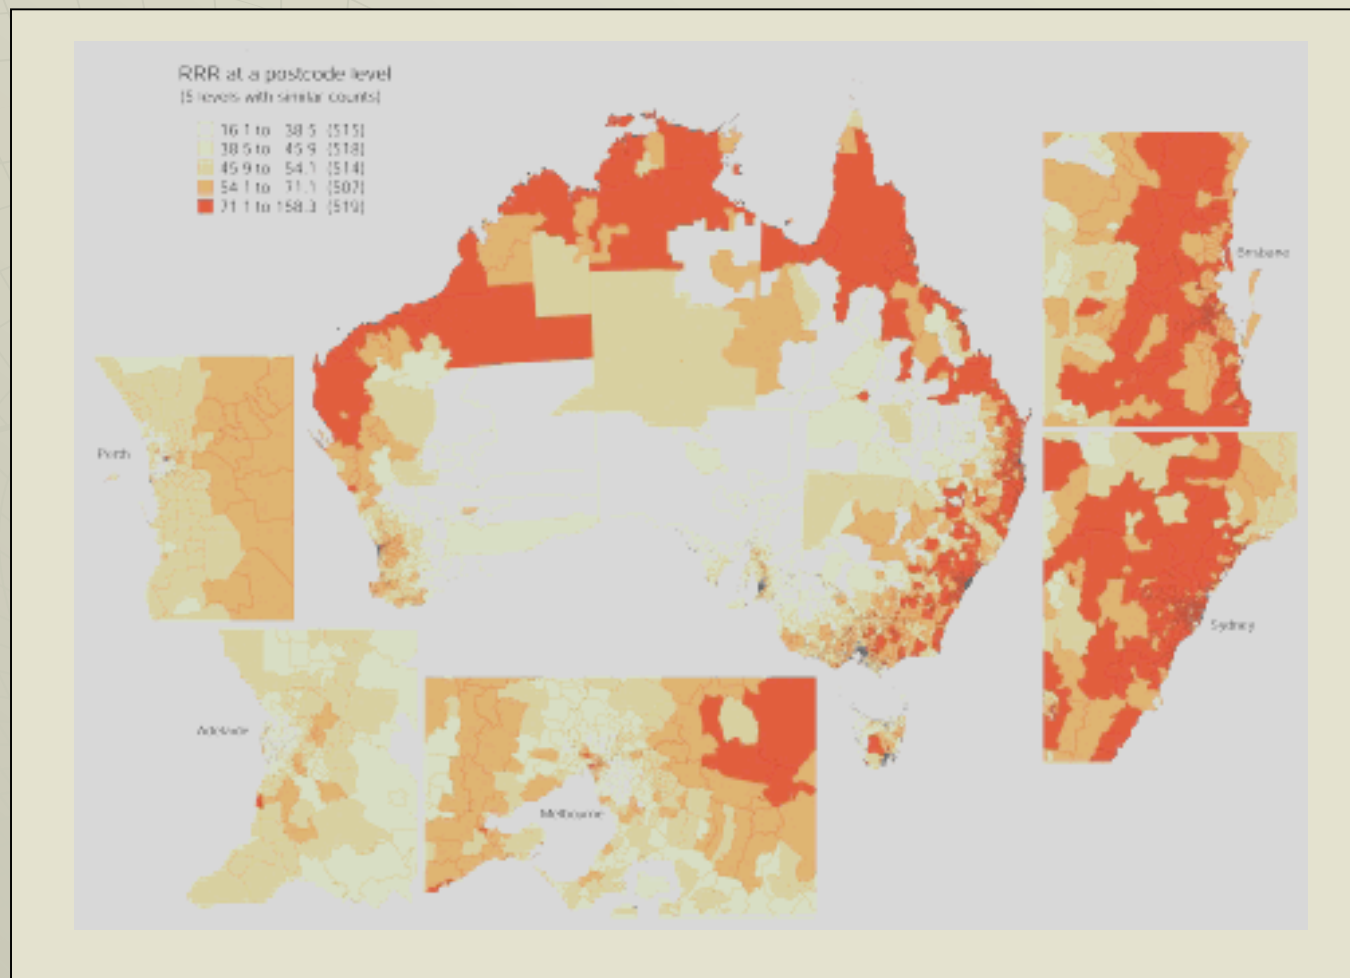 RRR at a postcode level
(5 levels with similar counts)
16.1 to 38.5 (515)
38.5 to 45.9 (518)
45.9 to 54.1 (514)
54.1 to 71.1 (507)
71.1 to 158.3 (519)
Brisbane
Perth
Sydney
Adelaide
Melbourne